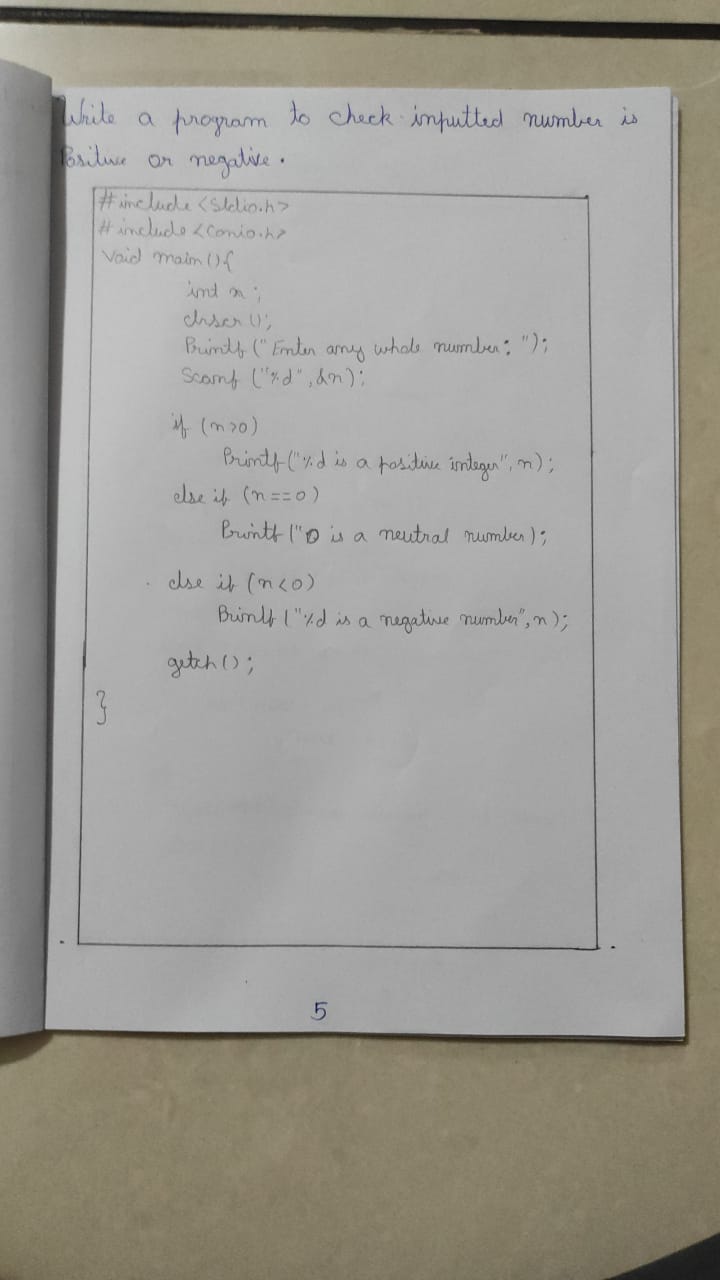 Write a program to check inputted number is
Positive or negative.
#include <stdio.h>
#include <conio.h>
void main(){
int n;
clrscr();
Printf ("Enter any whole number: ");
Scanf ("%d", &n);
if (n>0)
Printf("%d is a positive integer", n);
else if (n==0)
Printf ("0 is a neutral number);
else if (n<0)
Printf ("%d is a negative number", n);
getch();
}
5